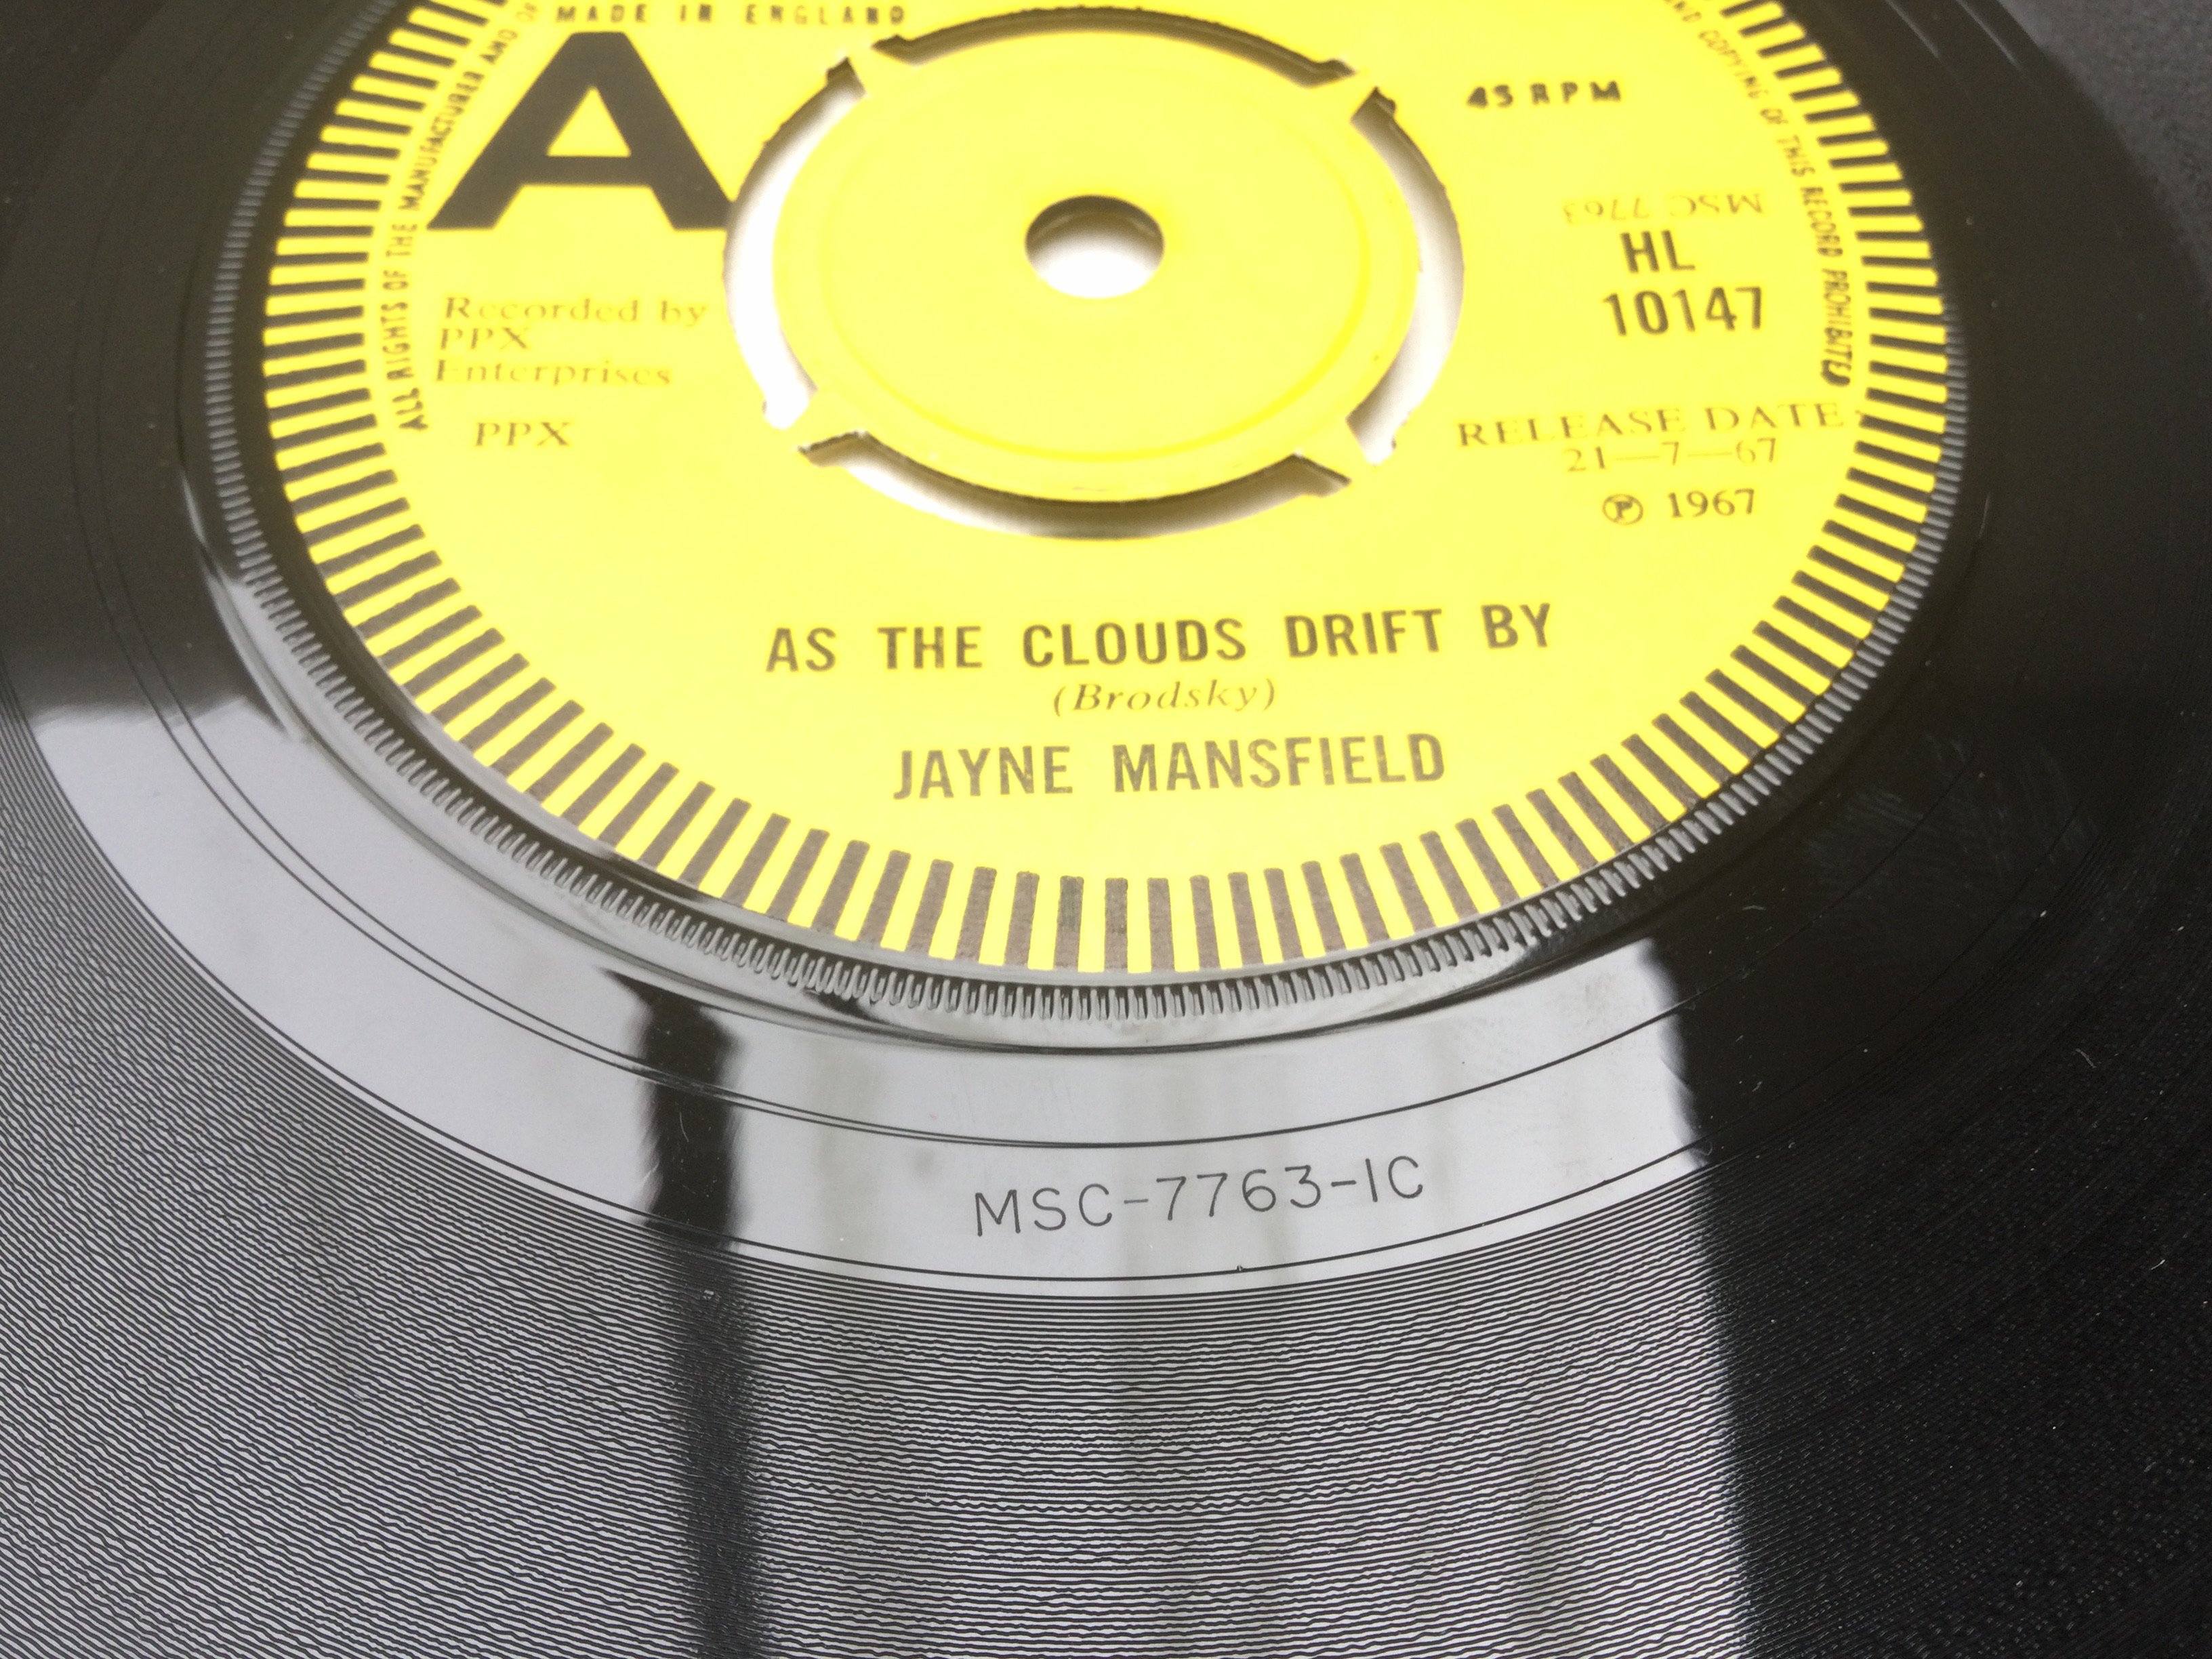 MADE IN ENGLAND
A
45 RPM
ALL RIGHTS OF THE MANUFACTURER AND OF
AND COPYING OF THIS RECORD PROHIBITED
MSC 7763
HL
10147
Recorded by
PPX
Enterprises
PPX
RELEASE DATE
21—7—67
Ⓟ 1967
AS THE CLOUDS DRIFT BY
(Brodsky)
JAYNE MANSFIELD
MSC-7763-1C